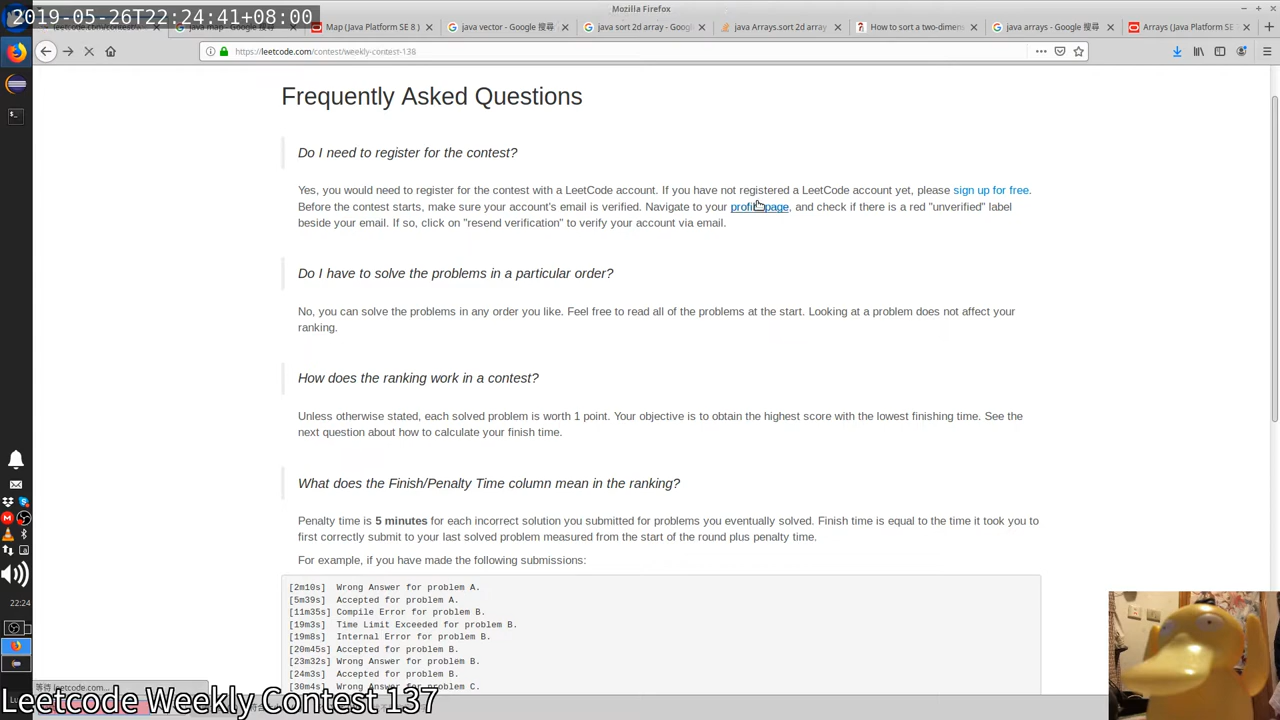 2019-05-26T22:24:41+08:00
Mozilla Firefox
Map (Java Platform SE 8 )
java vector - Google 搜尋
java sort 2d array - Google
java Arrays.sort 2d array
How to sort a two-dimen
java arrays - Google 搜尋
Arrays (Java Platform SE
https://leetcode.com/contest/weekly-contest-138
Frequently Asked Questions
Do I need to register for the contest?
Yes, you would need to register for the contest with a LeetCode account. If you have not registered a LeetCode account yet, please sign up for free.
Before the contest starts, make sure your account's email is verified. Navigate to your profile page, and check if there is a red "unverified" label
beside your email. If so, click on "resend verification" to verify your account via email.
Do I have to solve the problems in a particular order?
No, you can solve the problems in any order you like. Feel free to read all of the problems at the start. Looking at a problem does not affect your
ranking.
How does the ranking work in a contest?
Unless otherwise stated, each solved problem is worth 1 point. Your objective is to obtain the highest score with the lowest finishing time. See the
next question about how to calculate your finish time.
What does the Finish/Penalty Time column mean in the ranking?
Penalty time is 5 minutes for each incorrect solution you submitted for problems you eventually solved. Finish time is equal to the time it took you to
first correctly submit to your last solved problem measured from the start of the round plus penalty time.
For example, if you have made the following submissions:
[2m10s] Wrong Answer for problem A.
[5m39s] Accepted for problem A.
[11m35s] Compile Error for problem B.
[19m3s] Time Limit Exceeded for problem B.
[19m8s] Internal Error for problem B.
[20m45s] Accepted for problem B.
[23m32s] Wrong Answer for problem B.
[24m3s] Accepted for problem B.
[30m4s] Wrong Answer for problem C.
22:24
等待 leetcode.com...
Leetcode Weekly Contest 137